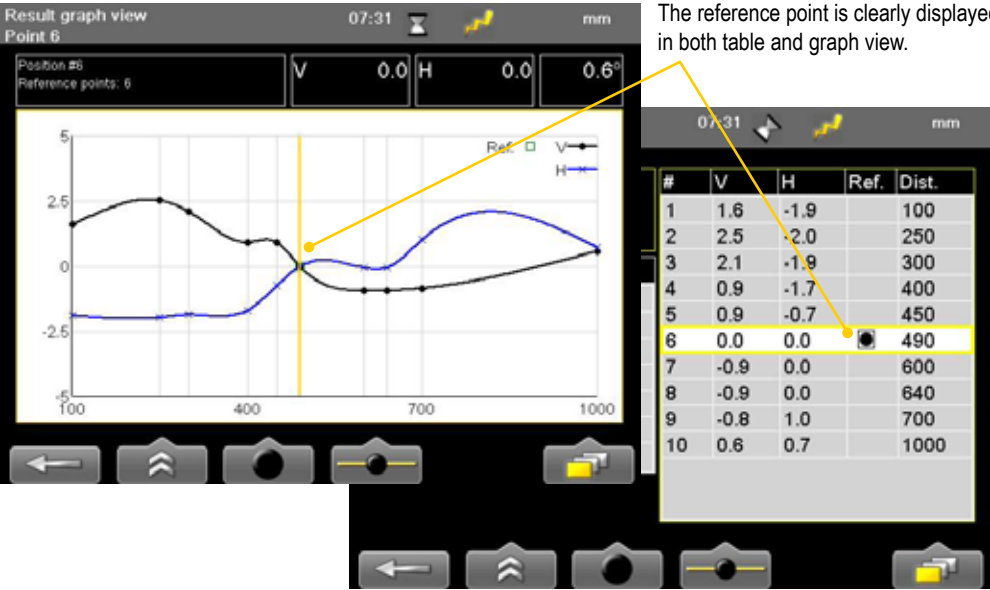 Result graph view 07:31 mm
Point 6
Position #6
Reference points: 6
V 0.0 H 0.0 0.6°
Ref. V
H
5
2.5
0
-2.5
-5
100 400 700 1000
The reference point is clearly displayed
in both table and graph view.
07:31 mm
# V H Ref. Dist.
1 1.6 -1.9 100
2 2.5 -2.0 250
3 2.1 -1.9 300
4 0.9 -1.7 400
5 0.9 -0.7 450
6 0.0 0.0 490
7 -0.9 0.0 600
8 -0.9 0.0 640
9 -0.8 1.0 700
10 0.6 0.7 1000